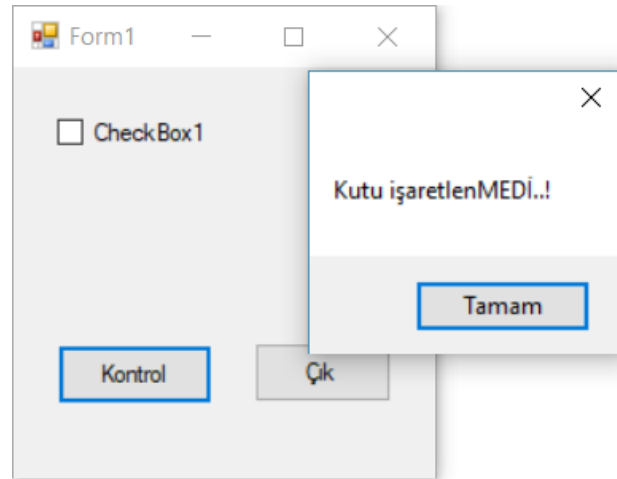 Form1
CheckBox1
Kutu işaretlenMEDİ..!
Tamam
Kontrol
Çık